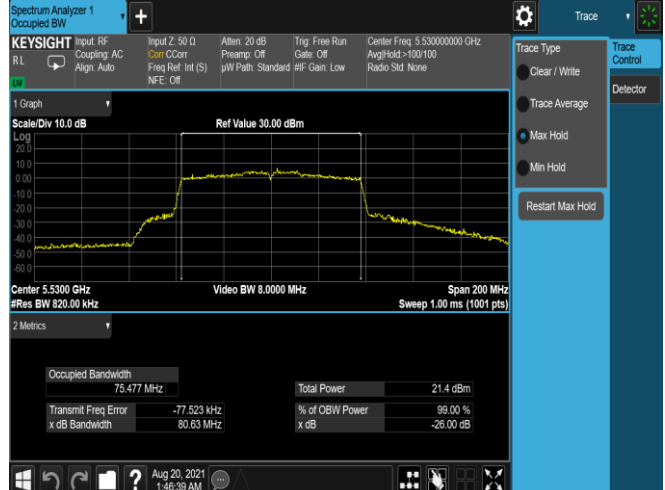 Spectrum Analyzer 1
Occupied BW
Trace
KEYSIGHT
RL
Input: RF
Coupling: AC
Align: Auto
Input Z: 50 Ω
Corr CCorr
Freq Ref: Int (S)
NFE: Off
Atten: 20 dB
Preamp: Off
µW Path: Standard
Trig: Free Run
Gate: Off
#IF Gain: Low
Center Freq: 5.530000000 GHz
Avg|Hold:>100/100
Radio Std: None
1 Graph
Scale/Div 10.0 dB
Ref Value 30.00 dBm
Log
20.0
10.0
0.00
-10.0
-20.0
-30.0
-40.0
-50.0
-60.0
Center 5.5300 GHz
#Res BW 820.00 kHz
Video BW 8.0000 MHz
Span 200 MHz
Sweep 1.00 ms (1001 pts)
2 Metrics
Occupied Bandwidth
75.477 MHz
Total Power 21.4 dBm
Transmit Freq Error -77.523 kHz
% of OBW Power 99.00 %
x dB Bandwidth 80.63 MHz
x dB -26.00 dB
Aug 20, 2021
1:46:39 AM
Trace Type
Clear / Write
Trace Average
Max Hold
Min Hold
Restart Max Hold
Trace
Control
Detector